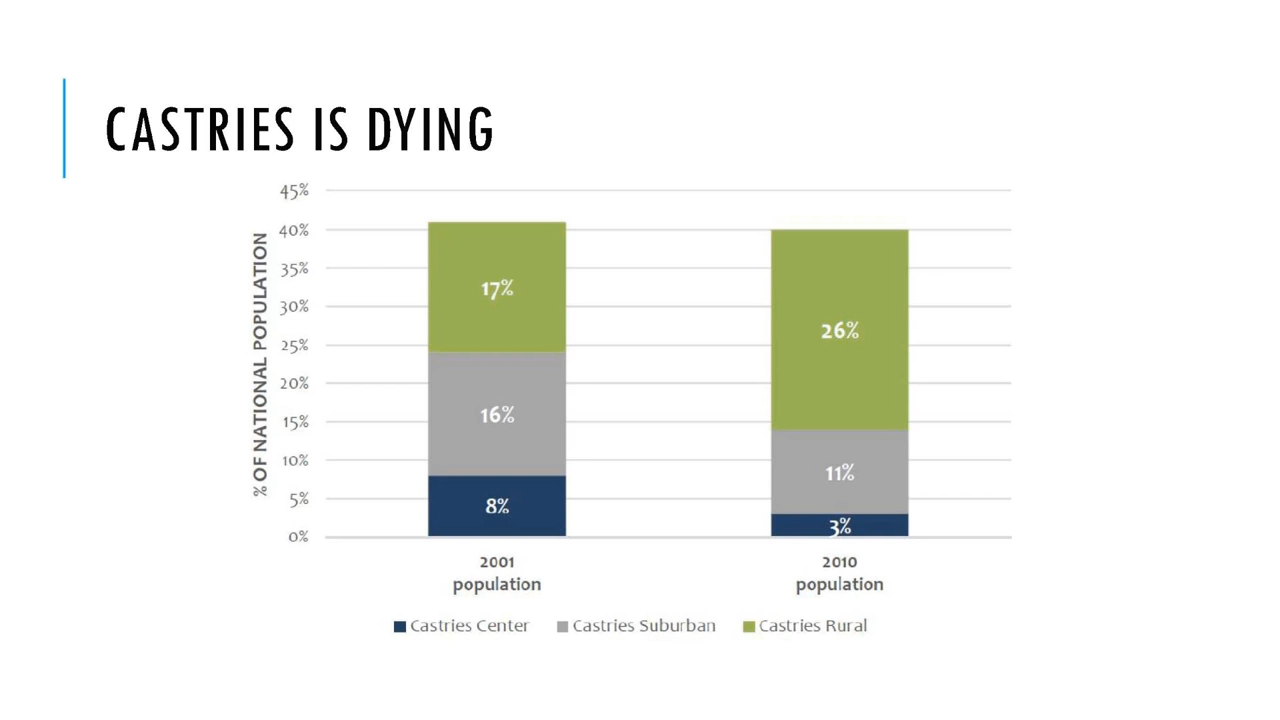 CASTRIES IS DYING
45%
40%
35%
30%
25%
20%
15%
10%
5%
0%
% OF NATIONAL POPULATION
17%
16%
8%
26%
11%
3%
2001
population
2010
population
Castries Center
Castries Suburban
Castries Rural